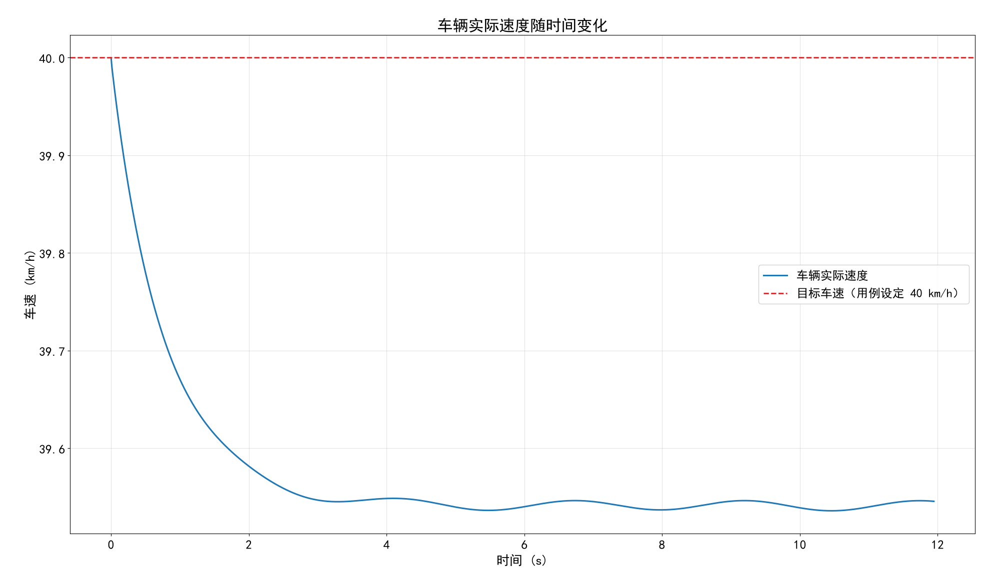 车辆实际速度随时间变化
40.0
39.9
39.8
39.7
39.6
车速 (km/h)
车辆实际速度
目标车速（用例设定 40 km/h）
0 2 4 6 8 10 12
时间 (s)